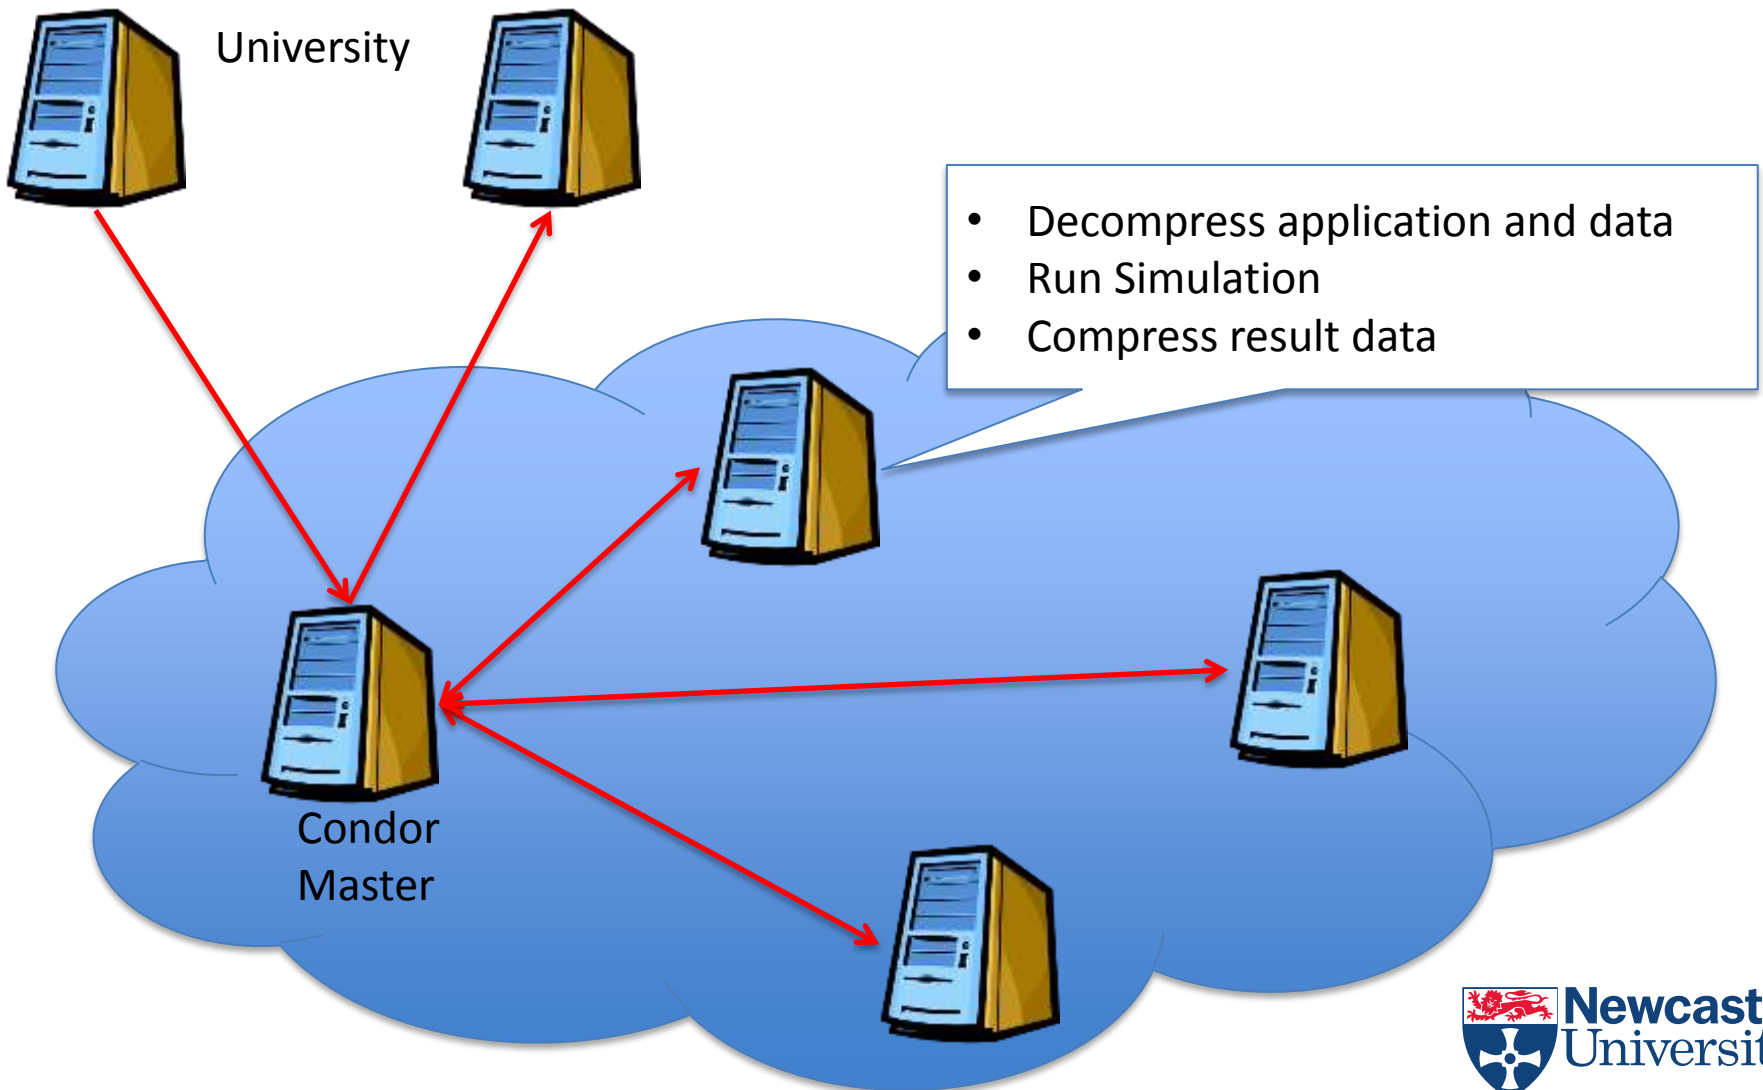 University
• Decompress application and data
• Run Simulation
• Compress result data
Condor
Master
Newcast
Universit